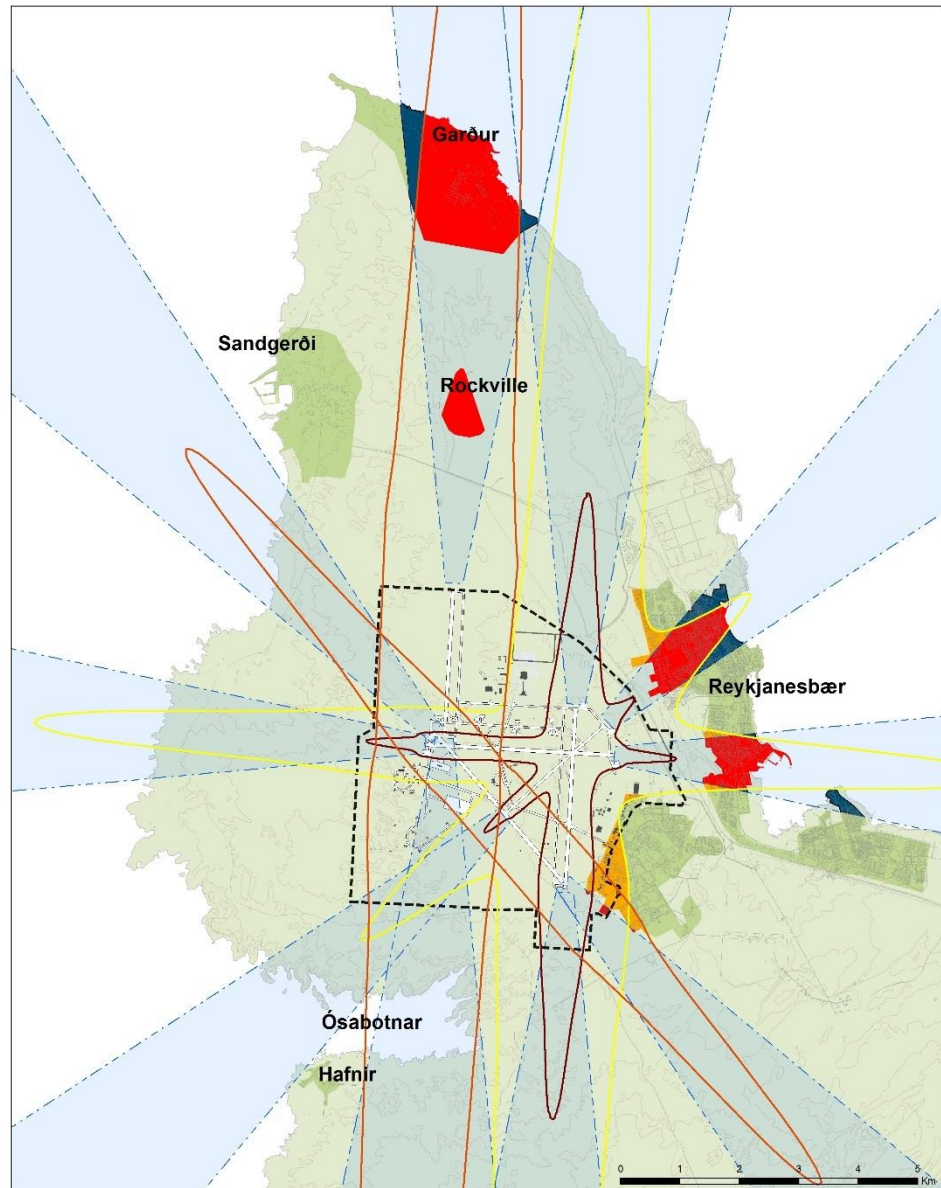 Garður
Sandgerði
Rockville
Reykjanesbær
Ósabotnar
Hafnir
0 1 2 3 4 5
Km